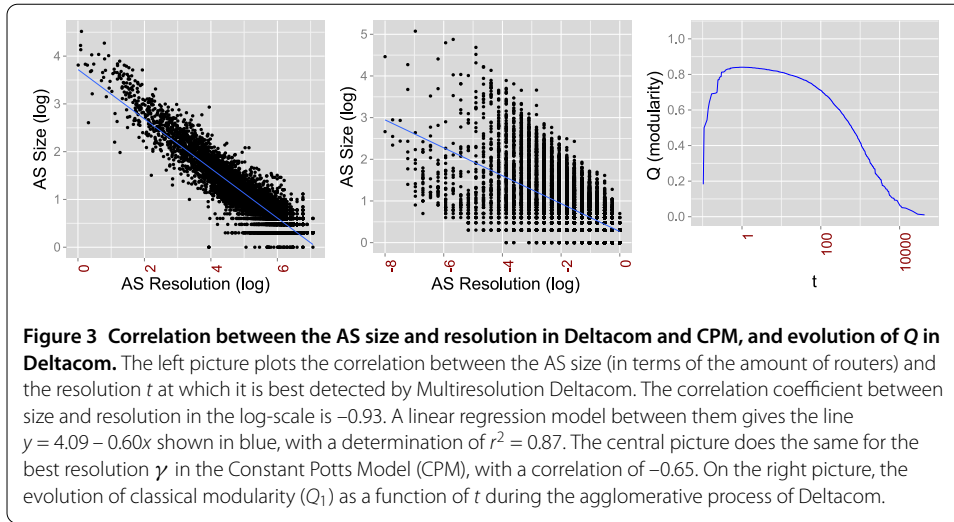 4
3
2
1
0
AS Size (log)
0
2
4
6
AS Resolution (log)
5
4
3
2
1
0
AS Size (log)
-8
-6
-4
-2
0
AS Resolution (log)
1.0
0.8
0.6
0.4
0.2
0.0
Q (modularity)
1
100
10000
t
Figure 3 Correlation between the AS size and resolution in Deltacom and CPM, and evolution of Q in
Deltacom. The left picture plots the correlation between the AS size (in terms of the amount of routers) and
the resolution t at which it is best detected by Multiresolution Deltacom. The correlation coefficient between
size and resolution in the log-scale is –0.93. A linear regression model between them gives the line
y = 4.09 – 0.60x shown in blue, with a determination of r² = 0.87. The central picture does the same for the
best resolution γ in the Constant Potts Model (CPM), with a correlation of –0.65. On the right picture, the
evolution of classical modularity (Q₁) as a function of t during the agglomerative process of Deltacom.